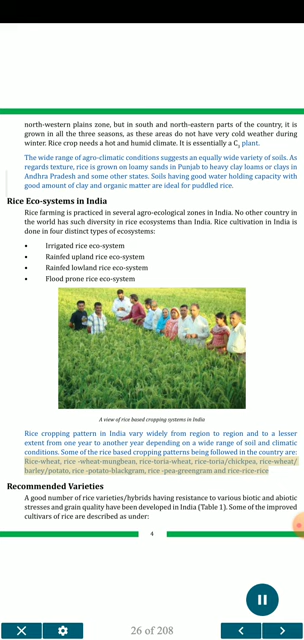 north-western plains zone, but in south and north-eastern parts of the country, it is
grown in all the three seasons, as these areas do not have very cold weather during
winter. Rice crop needs a hot and humid climate. It is essentially a C3 plant.
The wide range of agro-climatic conditions suggests an equally wide variety of soils. As
regards texture, rice is grown on loamy sands in Punjab to heavy clay loams or clays in
Andhra Pradesh and some other states. Soils having good water holding capacity with
good amount of clay and organic matter are ideal for puddled rice.
Rice Eco-systems in India
Rice farming is practiced in several agro-ecological zones in India. No other country in
the world has such diversity in rice ecosystems than India. Rice cultivation in India is
done in four distinct types of ecosystems:
• Irrigated rice eco-system
• Rainfed upland rice eco-system
• Rainfed lowland rice eco-system
• Flood prone rice eco-system
A view of rice based cropping systems in India
Rice cropping pattern in India vary widely from region to region and to a lesser
extent from one year to another year depending on a wide range of soil and climatic
conditions. Some of the rice based cropping patterns being followed in the country are:
Rice-wheat, rice -wheat-mungbean, rice-toria-wheat, rice-toria/chickpea, rice-wheat/
barley/potato, rice -potato-blackgram, rice -pea-greengram and rice-rice-rice
Recommended Varieties
A good number of rice varieties/hybrids having resistance to various biotic and abiotic
stresses and grain quality have been developed in India (Table 1). Some of the improved
cultivars of rice are described as under:
4
26 of 208